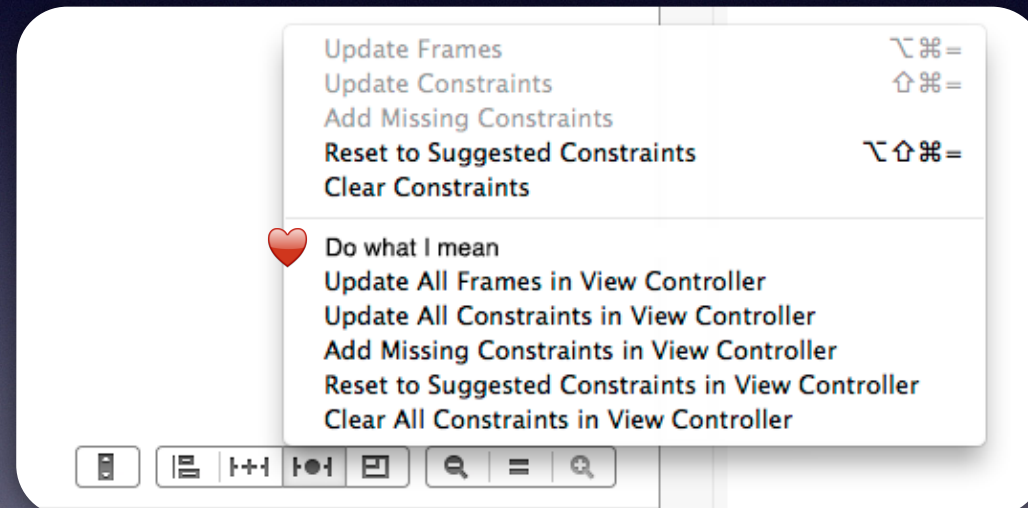 Update Frames ⌥⌘=
Update Constraints ⇧⌘=
Add Missing Constraints
Reset to Suggested Constraints ⌥⇧⌘=
Clear Constraints
Do what I mean
Update All Frames in View Controller
Update All Constraints in View Controller
Add Missing Constraints in View Controller
Reset to Suggested Constraints in View Controller
Clear All Constraints in View Controller